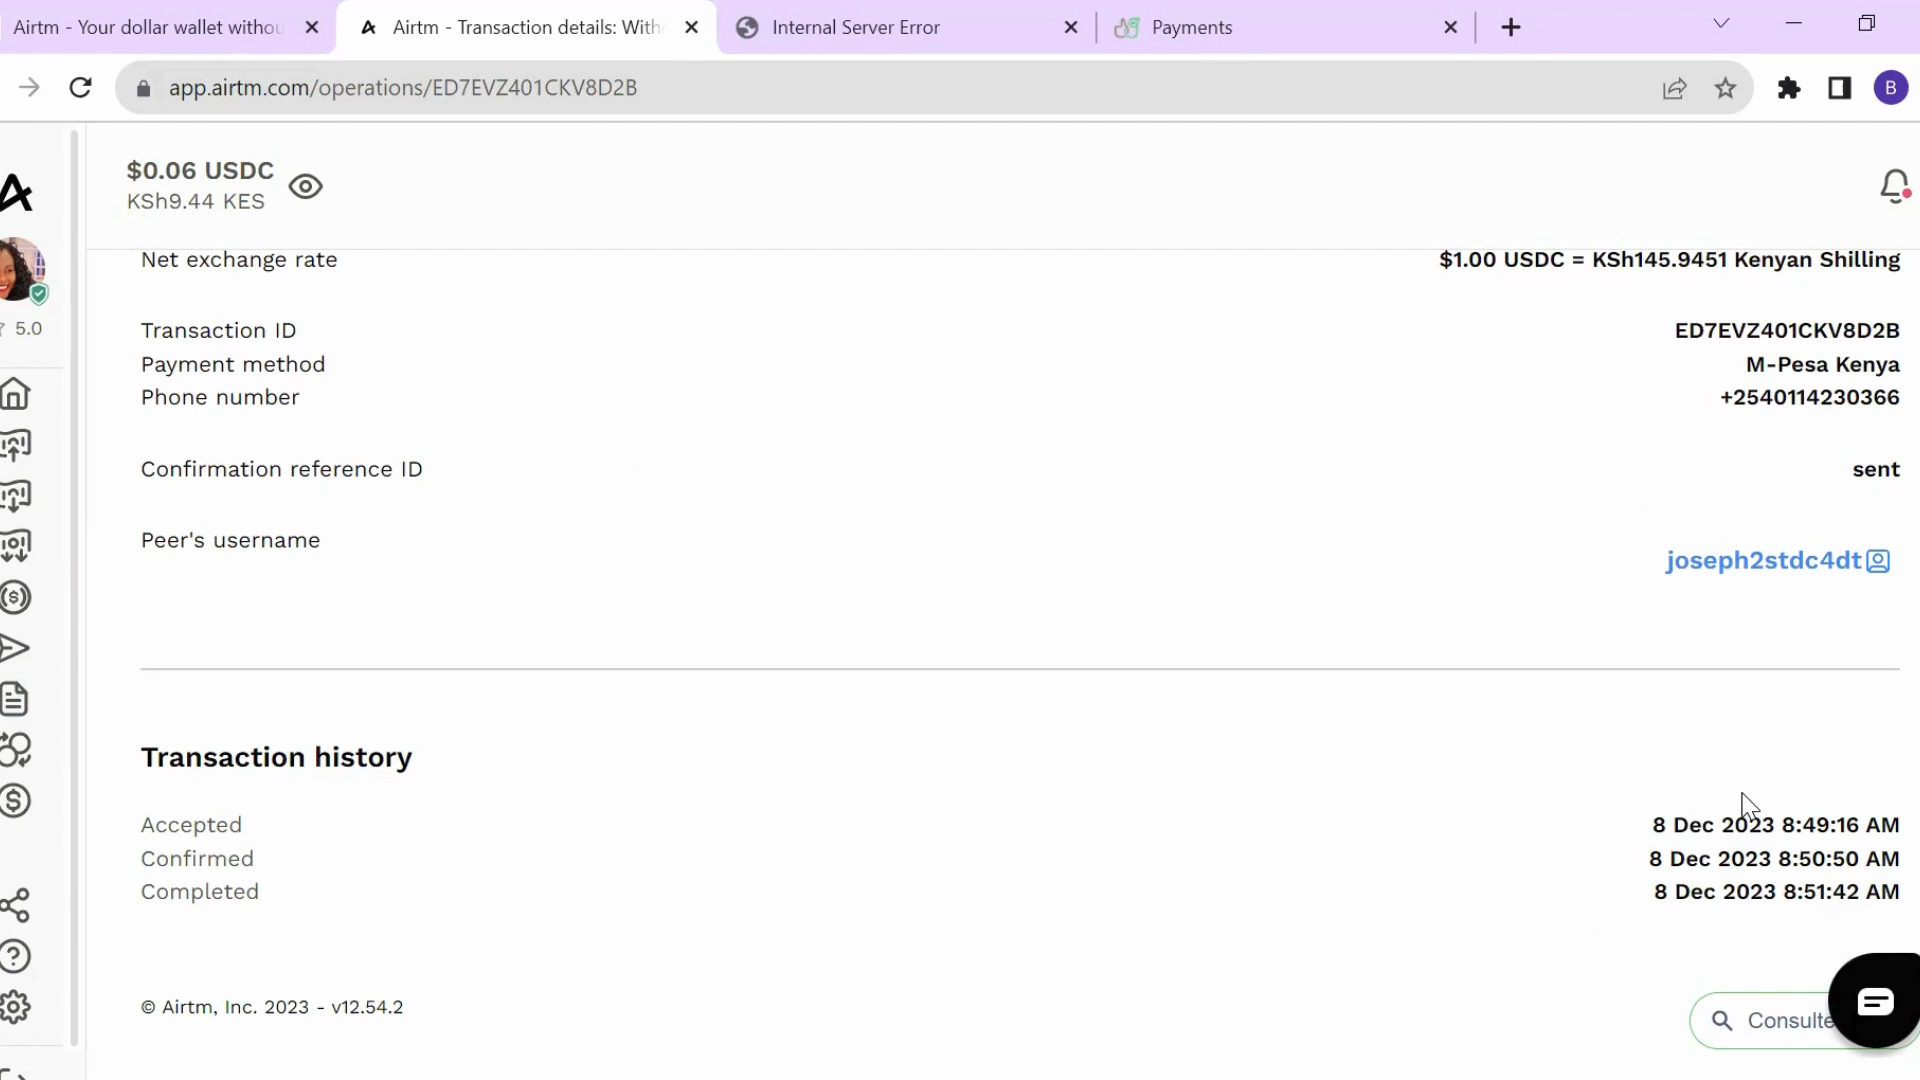 Airtm - Your dollar wallet withou
Airtm - Transaction details: With
Internal Server Error
Payments
app.airtm.com/operations/ED7EVZ401CKV8D2B
B
$0.06 USDC
KSh9.44 KES
5.0
Net exchange rate
$1.00 USDC = KSh145.9451 Kenyan Shilling
Transaction ID
ED7EVZ401CKV8D2B
Payment method
M-Pesa Kenya
Phone number
+2540114230366
Confirmation reference ID
sent
Peer's username
joseph2stdc4dt
Transaction history
Accepted
8 Dec 2023 8:49:16 AM
Confirmed
8 Dec 2023 8:50:50 AM
Completed
8 Dec 2023 8:51:42 AM
© Airtm, Inc. 2023 - v12.54.2
Consulte